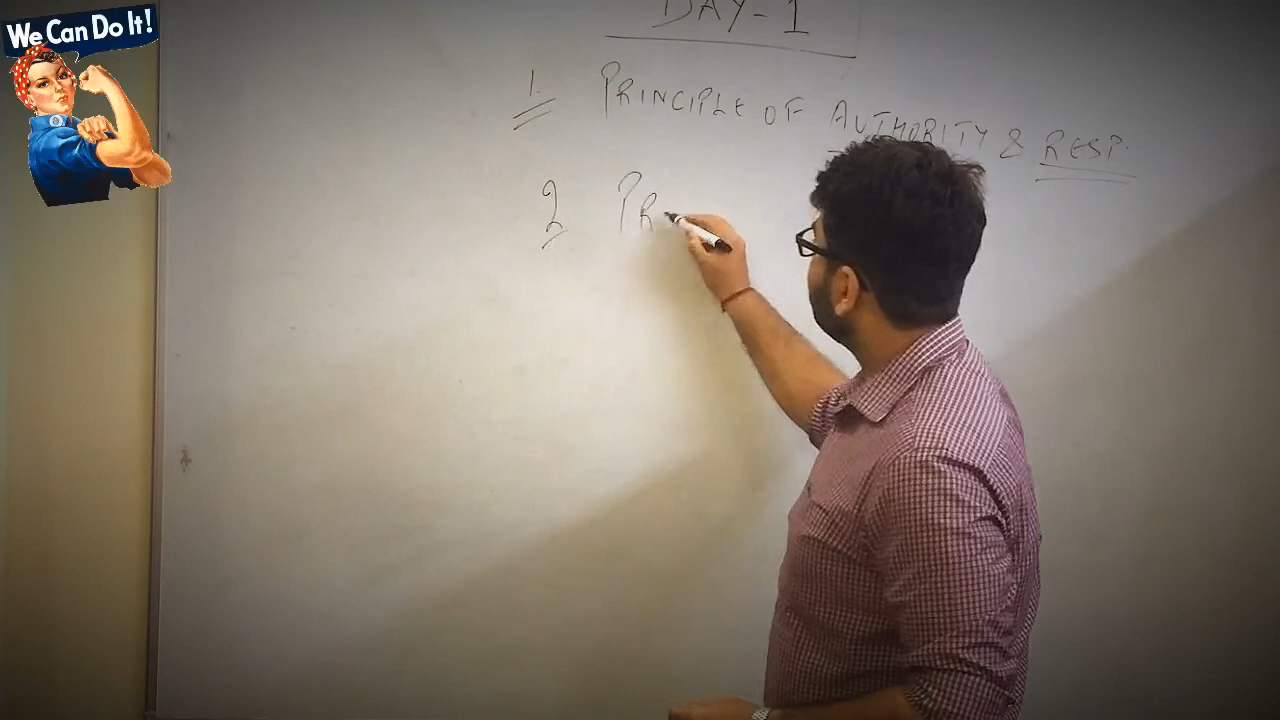 We Can Do It!
DAY-1
1. PRINCIPLE OF AUTHORITY & RESP.
2 PR